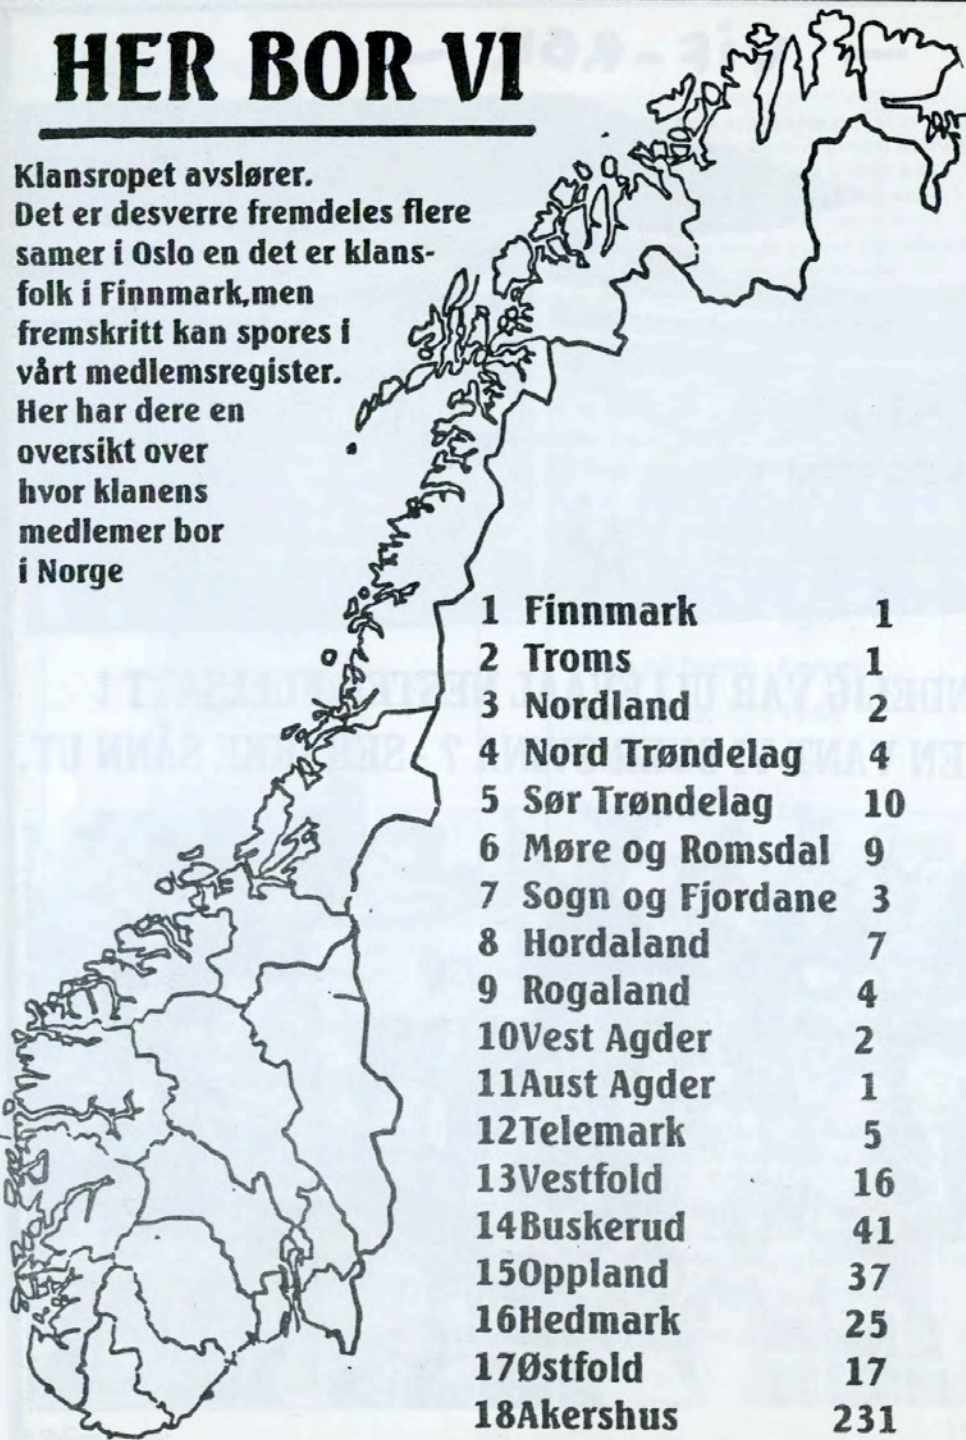 HER BOR VI
Klansropet avslører.
Det er desverre fremdeles flere
samer i Oslo en det er klans-
folk i Finnmark,men
fremskritt kan spores i
vårt medlemsregister.
Her har dere en
oversikt over
hvor klanens
medlemer bor
i Norge
1 Finnmark 1
2 Troms 1
3 Nordland 2
4 Nord Trøndelag 4
5 Sør Trøndelag 10
6 Møre og Romsdal 9
7 Sogn og Fjordane 3
8 Hordaland 7
9 Rogaland 4
10Vest Agder 2
11Aust Agder 1
12Telemark 5
13Vestfold 16
14Buskerud 41
15Oppland 37
16Hedmark 25
17Østfold 17
18Akershus 231